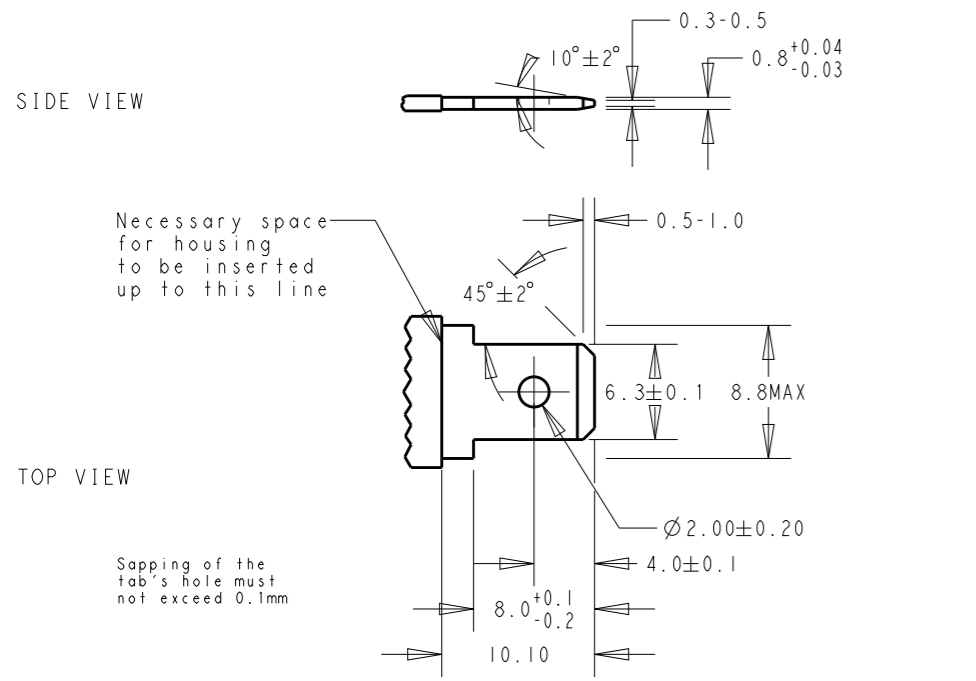 0.3-0.5
10°±2°
0.8 +0.04 -0.03
SIDE VIEW
Necessary space
for housing
to be inserted
up to this line
0.5-1.0
45°±2°
6.3±0.1
8.8MAX
TOP VIEW
Ø2.00±0.20
Sapping of the
tab's hole must
not exceed 0.1mm
4.0±0.1
8.0 +0.1 -0.2
10.10